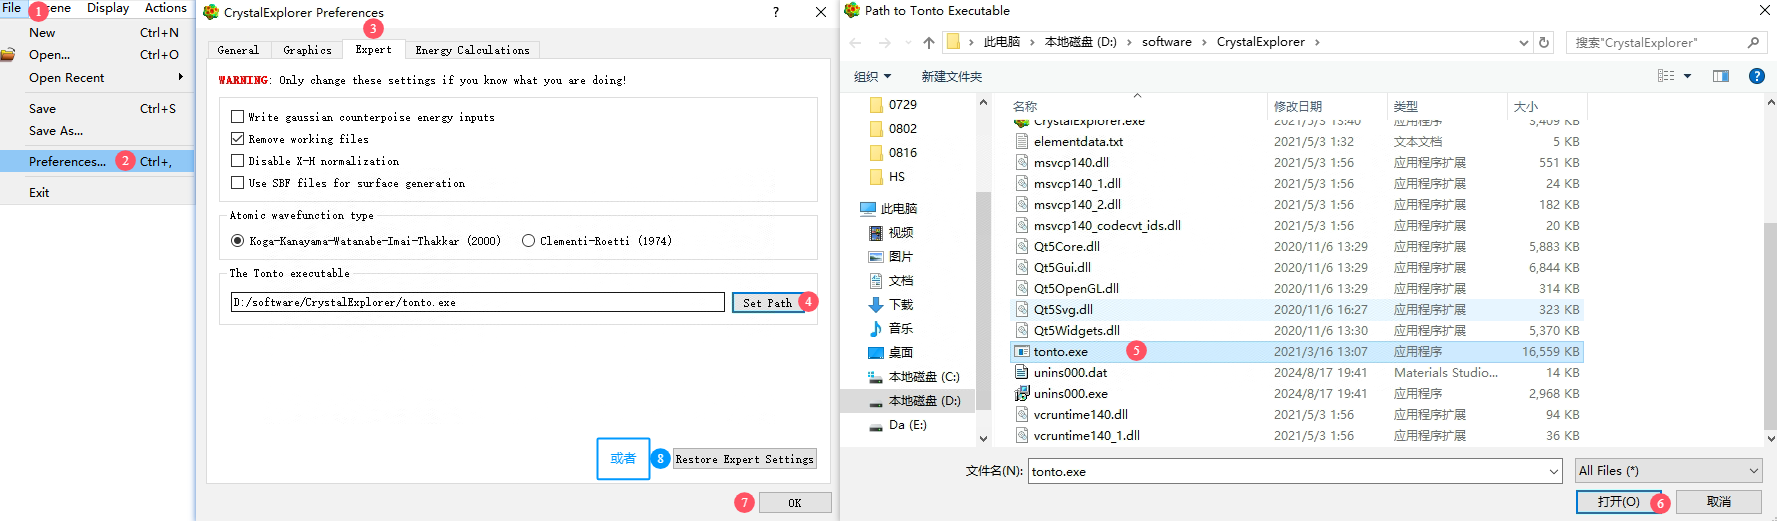 File
1
Scene
Display
Actions
New Ctrl+N
Open... Ctrl+O
Open Recent
Save Ctrl+S
Save As...
Preferences... 2 Ctrl+,
Exit
CrystalExplorer Preferences
?
3
General
Graphics
Expert
Energy Calculations
WARNING: Only change these settings if you know what you are doing!
Write gaussian counterpoise energy inputs
Remove working files
Disable X-H normalization
Use SBF files for surface generation
Atomic wavefunction type
Koga-Kanayama-Watanabe-Imai-Thakkar (2000)
Clementi-Roetti (1974)
The Tonto executable
D:/software/CrystalExplorer/tonto.exe
Set Path 4
或者 8 Restore Expert Settings
7 OK
Path to Tonto Executable
此电脑 › 本地磁盘 (D:) › software › CrystalExplorer ›
搜索"CrystalExplorer"
组织
新建文件夹
?
0729
0802
0816
HS
此电脑
视频
图片
文档
下载
音乐
桌面
本地磁盘 (C:)
本地磁盘 (D:)
Da (E:)
名称 修改日期 类型 大小
CrystalExplorer.exe 2021/5/3 13:40 应用程序 3,409 KB
elementdata.txt 2021/5/3 1:32 文本文档 5 KB
msvcp140.dll 2021/5/3 1:56 应用程序扩展 551 KB
msvcp140_1.dll 2021/5/3 1:56 应用程序扩展 24 KB
msvcp140_2.dll 2021/5/3 1:56 应用程序扩展 182 KB
msvcp140_codecvt_ids.dll 2021/5/3 1:56 应用程序扩展 20 KB
Qt5Core.dll 2020/11/6 13:29 应用程序扩展 5,883 KB
Qt5Gui.dll 2020/11/6 13:29 应用程序扩展 6,844 KB
Qt5OpenGL.dll 2020/11/6 13:29 应用程序扩展 314 KB
Qt5Svg.dll 2020/11/6 16:27 应用程序扩展 323 KB
Qt5Widgets.dll 2020/11/6 13:30 应用程序扩展 5,370 KB
tonto.exe 5 2021/3/16 13:07 应用程序 16,559 KB
unins000.dat 2024/8/17 19:41 Materials Studio... 14 KB
unins000.exe 2024/8/17 19:41 应用程序 2,968 KB
vcruntime140.dll 2021/5/3 1:56 应用程序扩展 94 KB
vcruntime140_1.dll 2021/5/3 1:56 应用程序扩展 36 KB
文件名(N): tonto.exe
All Files (*)
打开(O) 6
取消